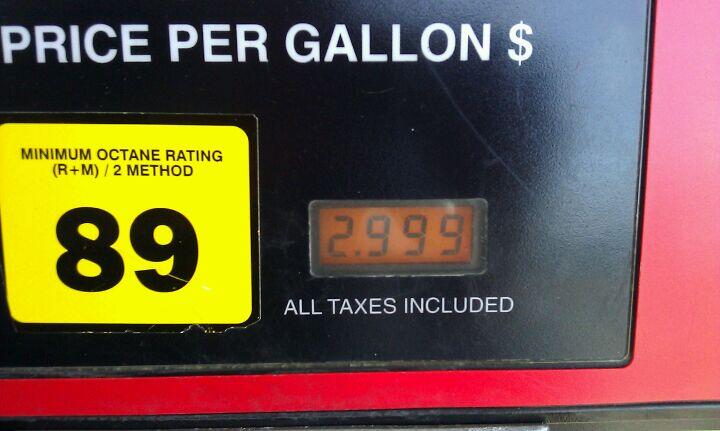 PRICE PER GALLON $
MINIMUM OCTANE RATING
(R+M) / 2 METHOD
89
2.999
ALL TAXES INCLUDED